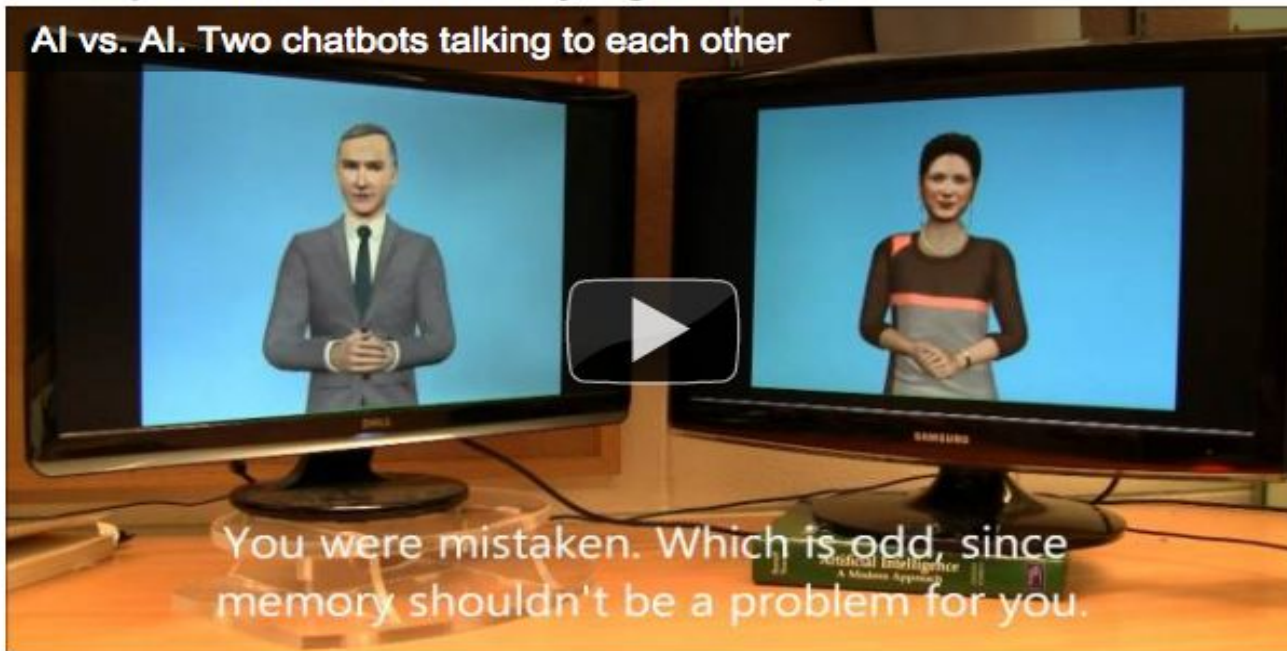 AI vs. AI. Two chatbots talking to each other
DELL
SAMSUNG
Artificial Intelligence
A Modern Approach
You were mistaken. Which is odd, since
memory shouldn't be a problem for you.